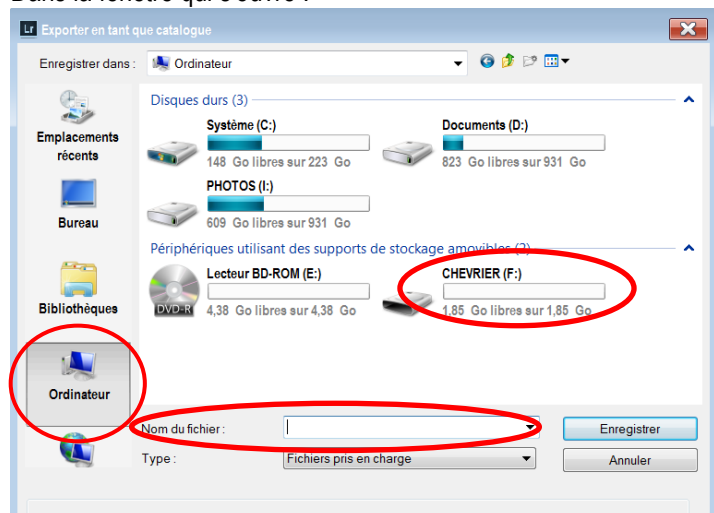 Dans la fenêtre qui s'ouvre :
Lr Exporter en tant que catalogue
Enregistrer dans : Ordinateur
Emplacements récents
Bureau
Bibliothèques
Ordinateur
Disques durs (3)
Système (C:)
148 Go libres sur 223 Go
Documents (D:)
823 Go libres sur 931 Go
PHOTOS (I:)
609 Go libres sur 931 Go
Périphériques utilisant des supports de stockage amovibles (2)
Lecteur BD-ROM (E:)
DVD-R
4,38 Go libres sur 4,38 Go
CHEVRIER (F:)
1,85 Go libres sur 1,85 Go
Nom du fichier :
Enregistrer
Type : Fichiers pris en charge
Annuler